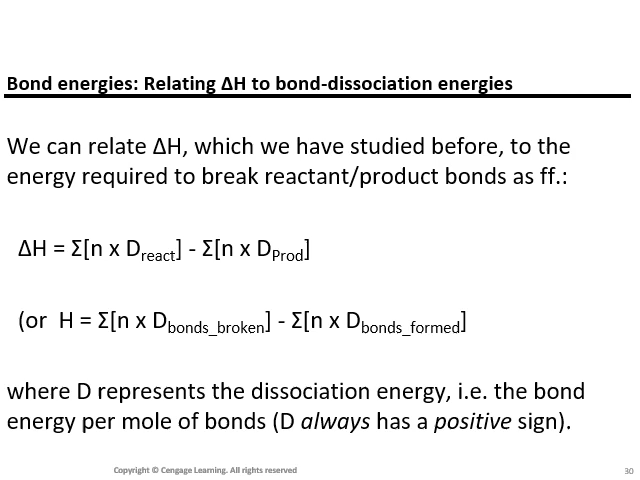 Bond energies: Relating ΔH to bond-dissociation energies
We can relate ΔH, which we have studied before, to the
energy required to break reactant/product bonds as ff.:
ΔH = Σ[n x Dreact] - Σ[n x DProd]
(or  H = Σ[n x Dbonds_broken] - Σ[n x Dbonds_formed]
where D represents the dissociation energy, i.e. the bond
energy per mole of bonds (D always has a positive sign).
Copyright © Cengage Learning. All rights reserved
30